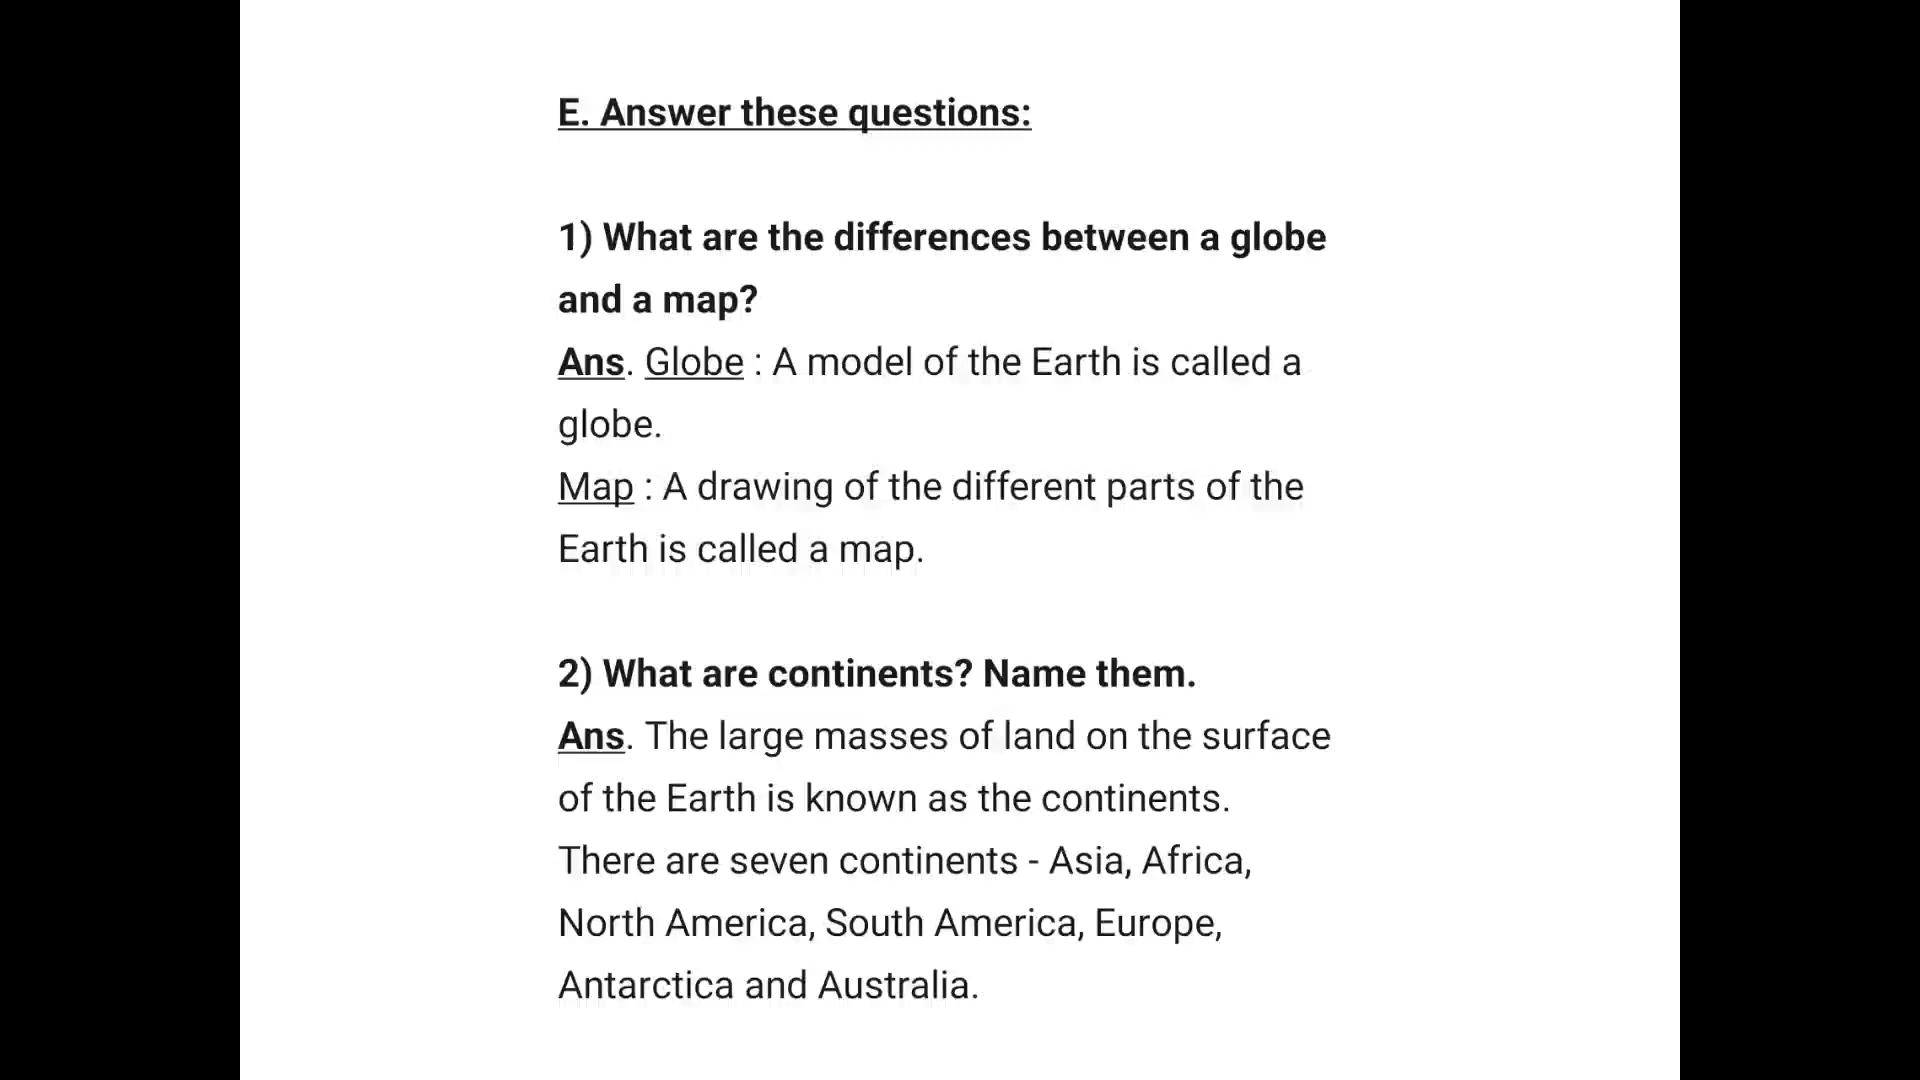 E. Answer these questions:
1) What are the differences between a globe
and a map?
Ans. Globe : A model of the Earth is called a
globe.
Map : A drawing of the different parts of the
Earth is called a map.
2) What are continents? Name them.
Ans. The large masses of land on the surface
of the Earth is known as the continents.
There are seven continents - Asia, Africa,
North America, South America, Europe,
Antarctica and Australia.